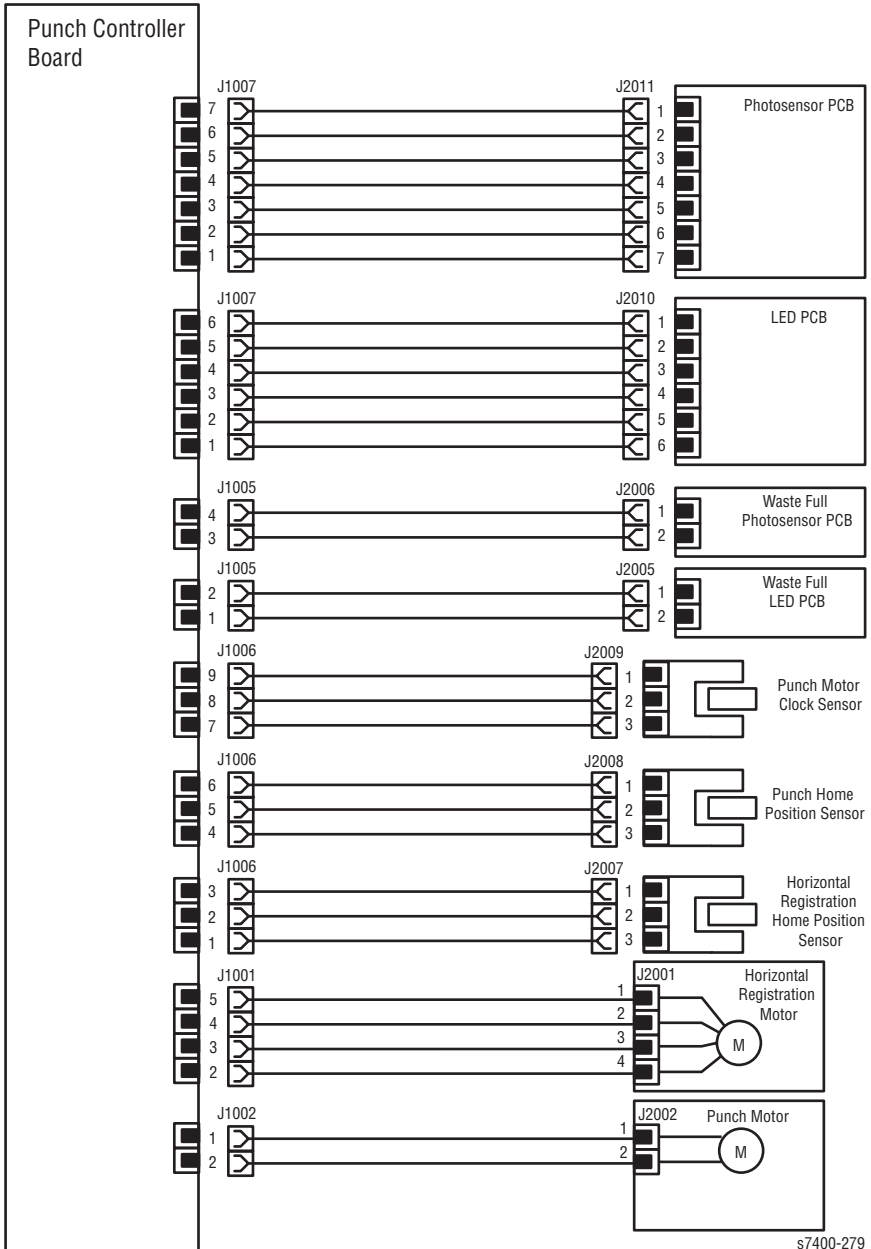 Punch Controller
Board
J1007
J2011
Photosensor PCB
7
1
6
2
5
3
4
4
3
5
2
6
1
7
J1007
J2010
LED PCB
6
1
5
2
4
3
3
4
2
5
1
6
J1005
J2006
Waste Full
Photosensor PCB
4
1
3
2
J1005
J2005
Waste Full
LED PCB
2
1
1
2
J1006
J2009
Punch Motor
Clock Sensor
9
1
8
2
7
3
J1006
J2008
Punch Home
Position Sensor
6
1
5
2
4
3
J1006
J2007
Horizontal
Registration
Home Position
Sensor
3
1
2
2
1
3
J1001
J2001
Horizontal
Registration
Motor
5
1
4
2
3
3
2
4
M
J1002
J2002
Punch Motor
1
1
2
2
M
s7400-279